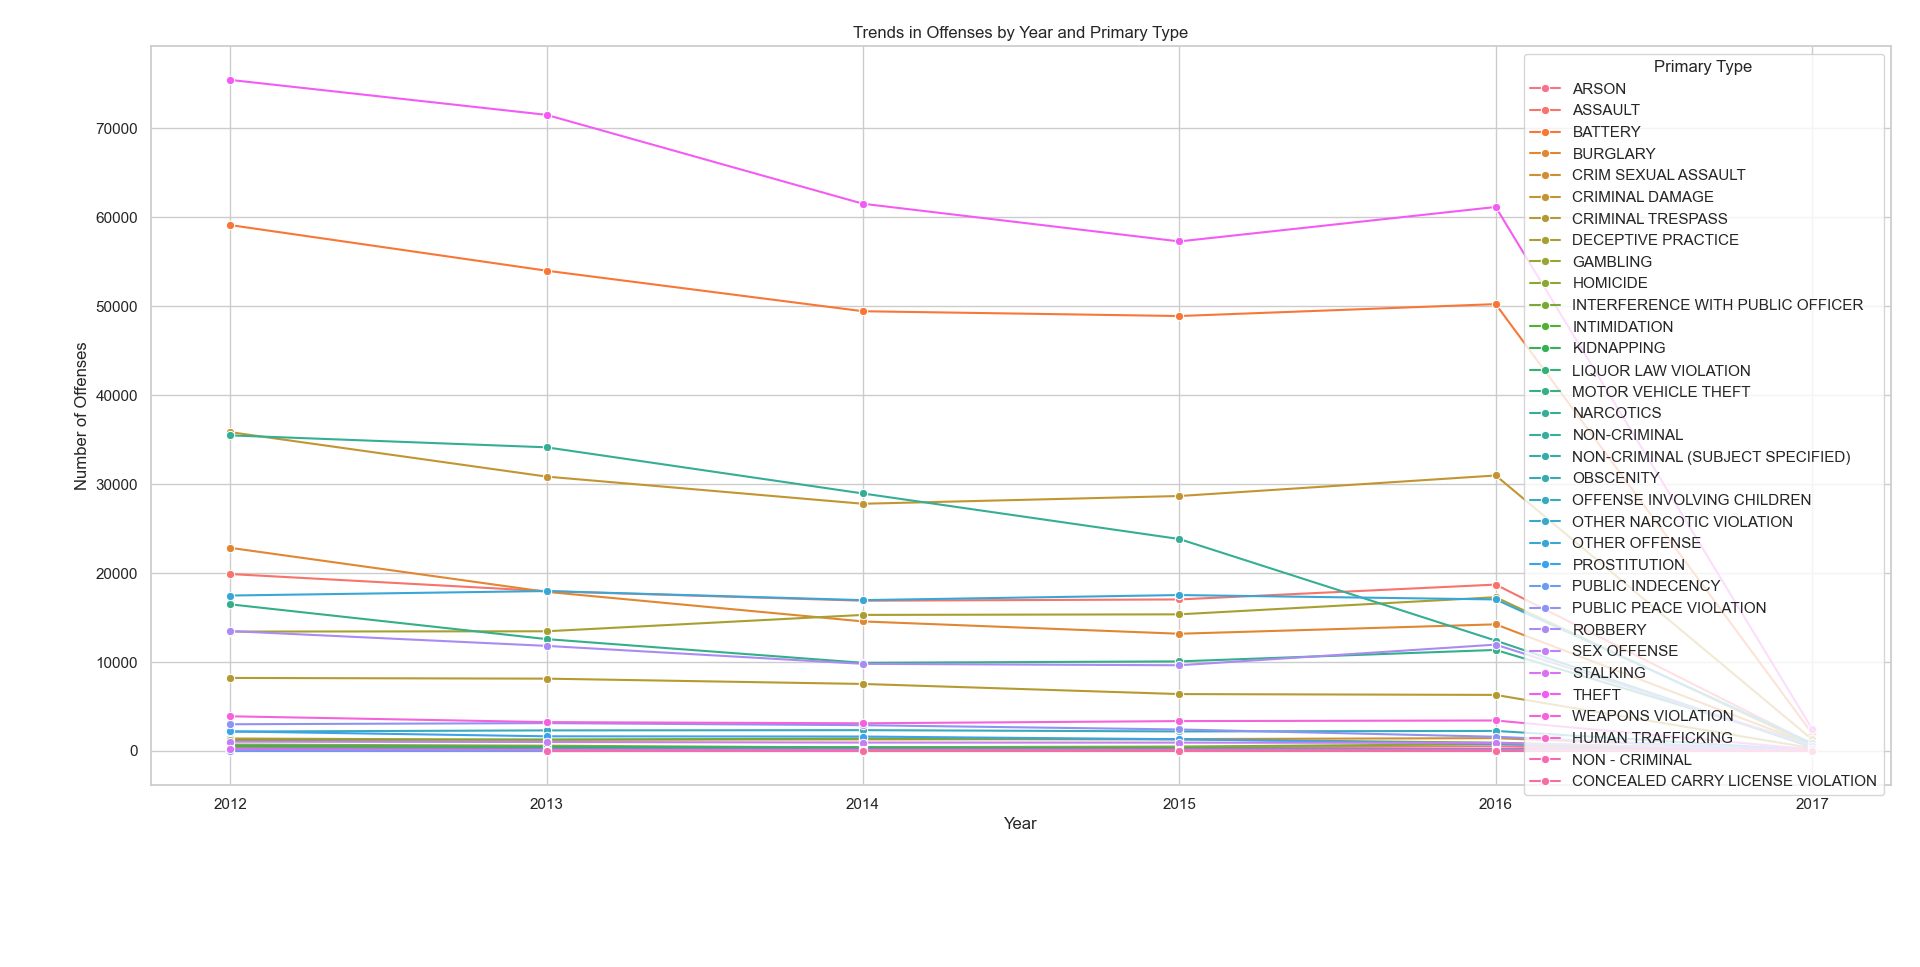 Trends in Offenses by Year and Primary Type
Number of Offenses
70000
60000
50000
40000
30000
20000
10000
0
2012
2013
2014
2015
2016
2017
Year
Primary Type
ARSON
ASSAULT
BATTERY
BURGLARY
CRIM SEXUAL ASSAULT
CRIMINAL DAMAGE
CRIMINAL TRESPASS
DECEPTIVE PRACTICE
GAMBLING
HOMICIDE
INTERFERENCE WITH PUBLIC OFFICER
INTIMIDATION
KIDNAPPING
LIQUOR LAW VIOLATION
MOTOR VEHICLE THEFT
NARCOTICS
NON-CRIMINAL
NON-CRIMINAL (SUBJECT SPECIFIED)
OBSCENITY
OFFENSE INVOLVING CHILDREN
OTHER NARCOTIC VIOLATION
OTHER OFFENSE
PROSTITUTION
PUBLIC INDECENCY
PUBLIC PEACE VIOLATION
ROBBERY
SEX OFFENSE
STALKING
THEFT
WEAPONS VIOLATION
HUMAN TRAFFICKING
NON - CRIMINAL
CONCEALED CARRY LICENSE VIOLATION